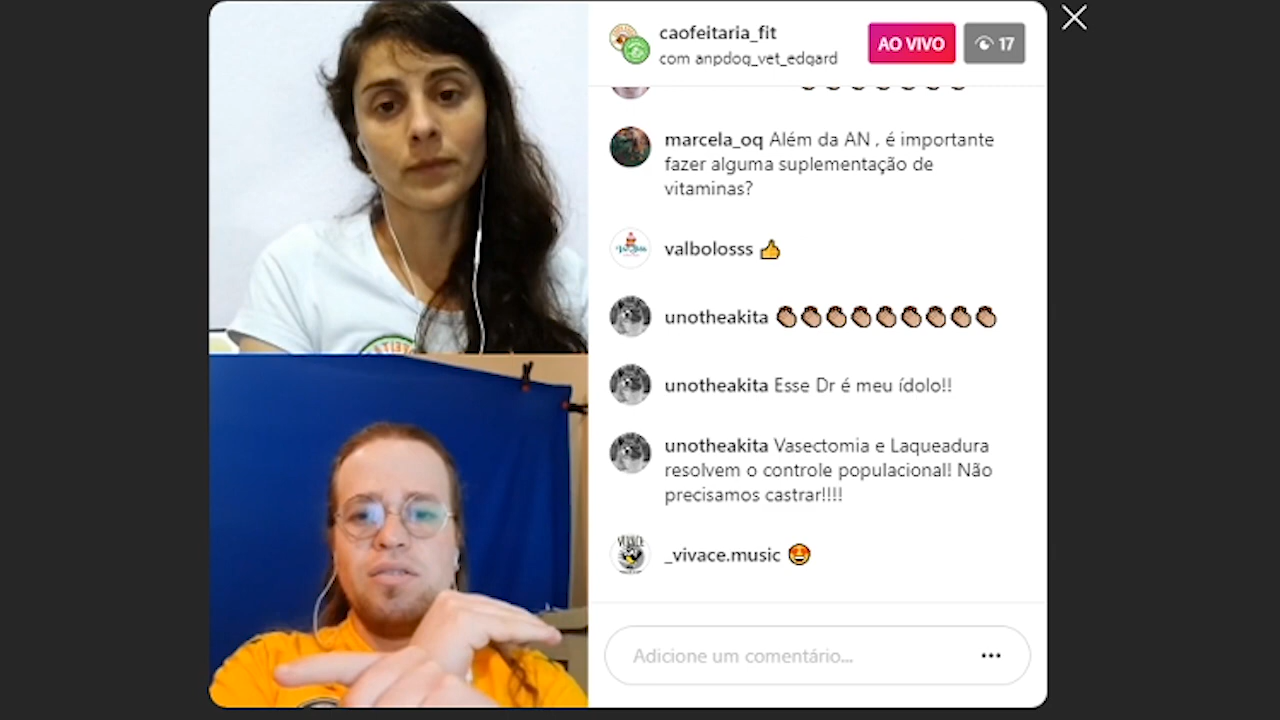 caofeitaria_fit
com anpdog_vet_edgard
AO VIVO
17
marcela_oq Além da AN , é importante
fazer alguma suplementação de
vitaminas?
valbolosss 👍
unotheakita 👏👏👏👏👏👏👏👏👏
unotheakita Esse Dr é meu ídolo!!
unotheakita Vasectomia e Laqueadura
resolvem o controle populacional! Não
precisamos castrar!!!!
VIVACE
_vivace.music 🤩
Adicione um comentário...